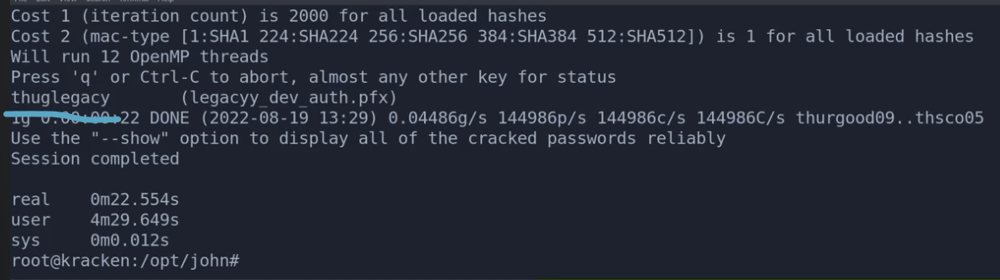 Cost 1 (iteration count) is 2000 for all loaded hashes
Cost 2 (mac-type [1:SHA1 224:SHA224 256:SHA256 384:SHA384 512:SHA512]) is 1 for all loaded hashes
Will run 12 OpenMP threads
Press 'q' or Ctrl-C to abort, almost any other key for status
thuglegacy       (legacyy_dev_auth.pfx)
1g 0:00:00:22 DONE (2022-08-19 13:29) 0.04486g/s 144986p/s 144986c/s 144986C/s thurgood09..thsco05
Use the "--show" option to display all of the cracked passwords reliably
Session completed
real    0m22.554s
user    4m29.649s
sys     0m0.012s
root@kracken:/opt/john#